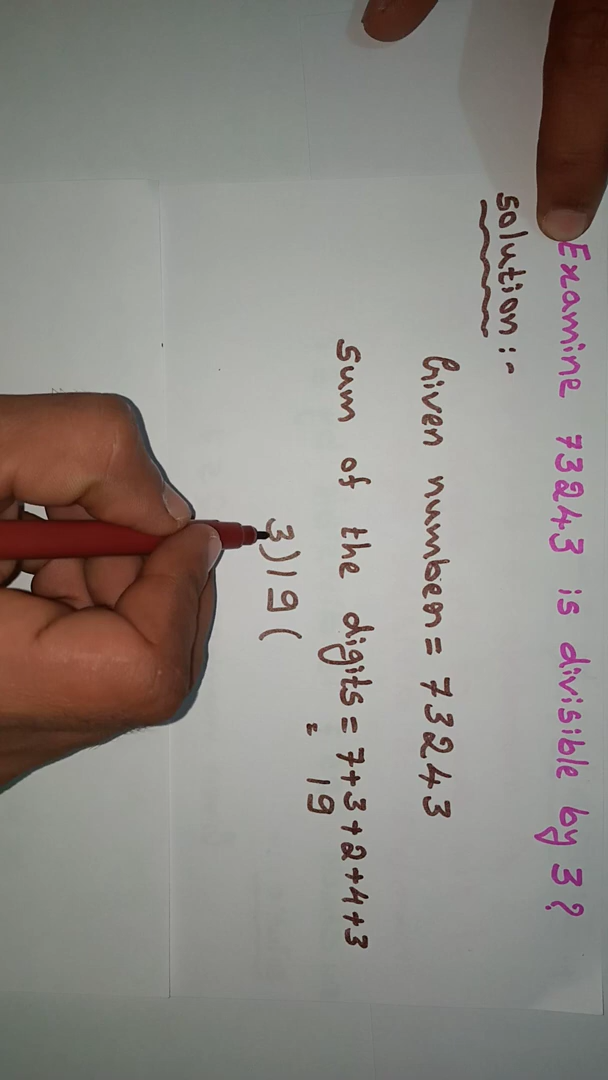 Examine 73243 is divisible by 3?
Solution :-
Given number = 73243
Sum of the digits = 7+3+2+4+3
= 19
3)19(